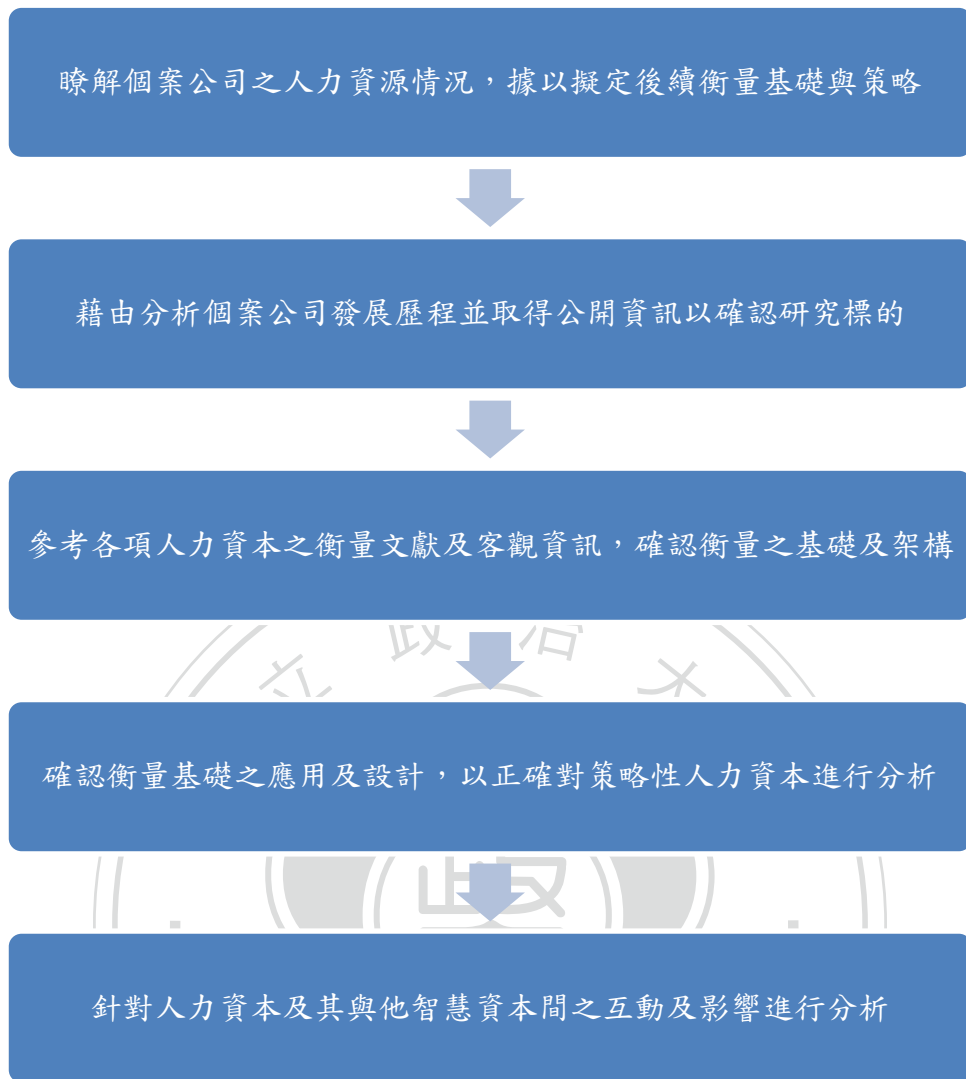 瞭解個案公司之人力資源情況，據以擬定後續衡量基礎與策略
藉由分析個案公司發展歷程並取得公開資訊以確認研究標的
參考各項人力資本之衡量文獻及客觀資訊，確認衡量之基礎及架構
立 政 治 大
確認衡量基礎之應用及設計，以正確對策略性人力資本進行分析
針對人力資本及其與他智慧資本間之互動及影響進行分析